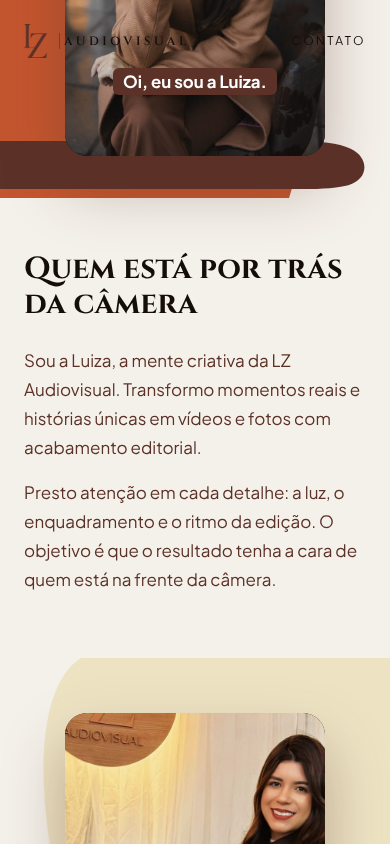 LZ | AUDIOVISUAL
CONTATO
Oi, eu sou a Luiza.
Quem está por trás
da câmera
Sou a Luiza, a mente criativa da LZ
Audiovisual. Transformo momentos reais e
histórias únicas em vídeos e fotos com
acabamento editorial.
Presto atenção em cada detalhe: a luz, o
enquadramento e o ritmo da edição. O
objetivo é que o resultado tenha a cara de
quem está na frente da câmera.
AUDIOVISUAL